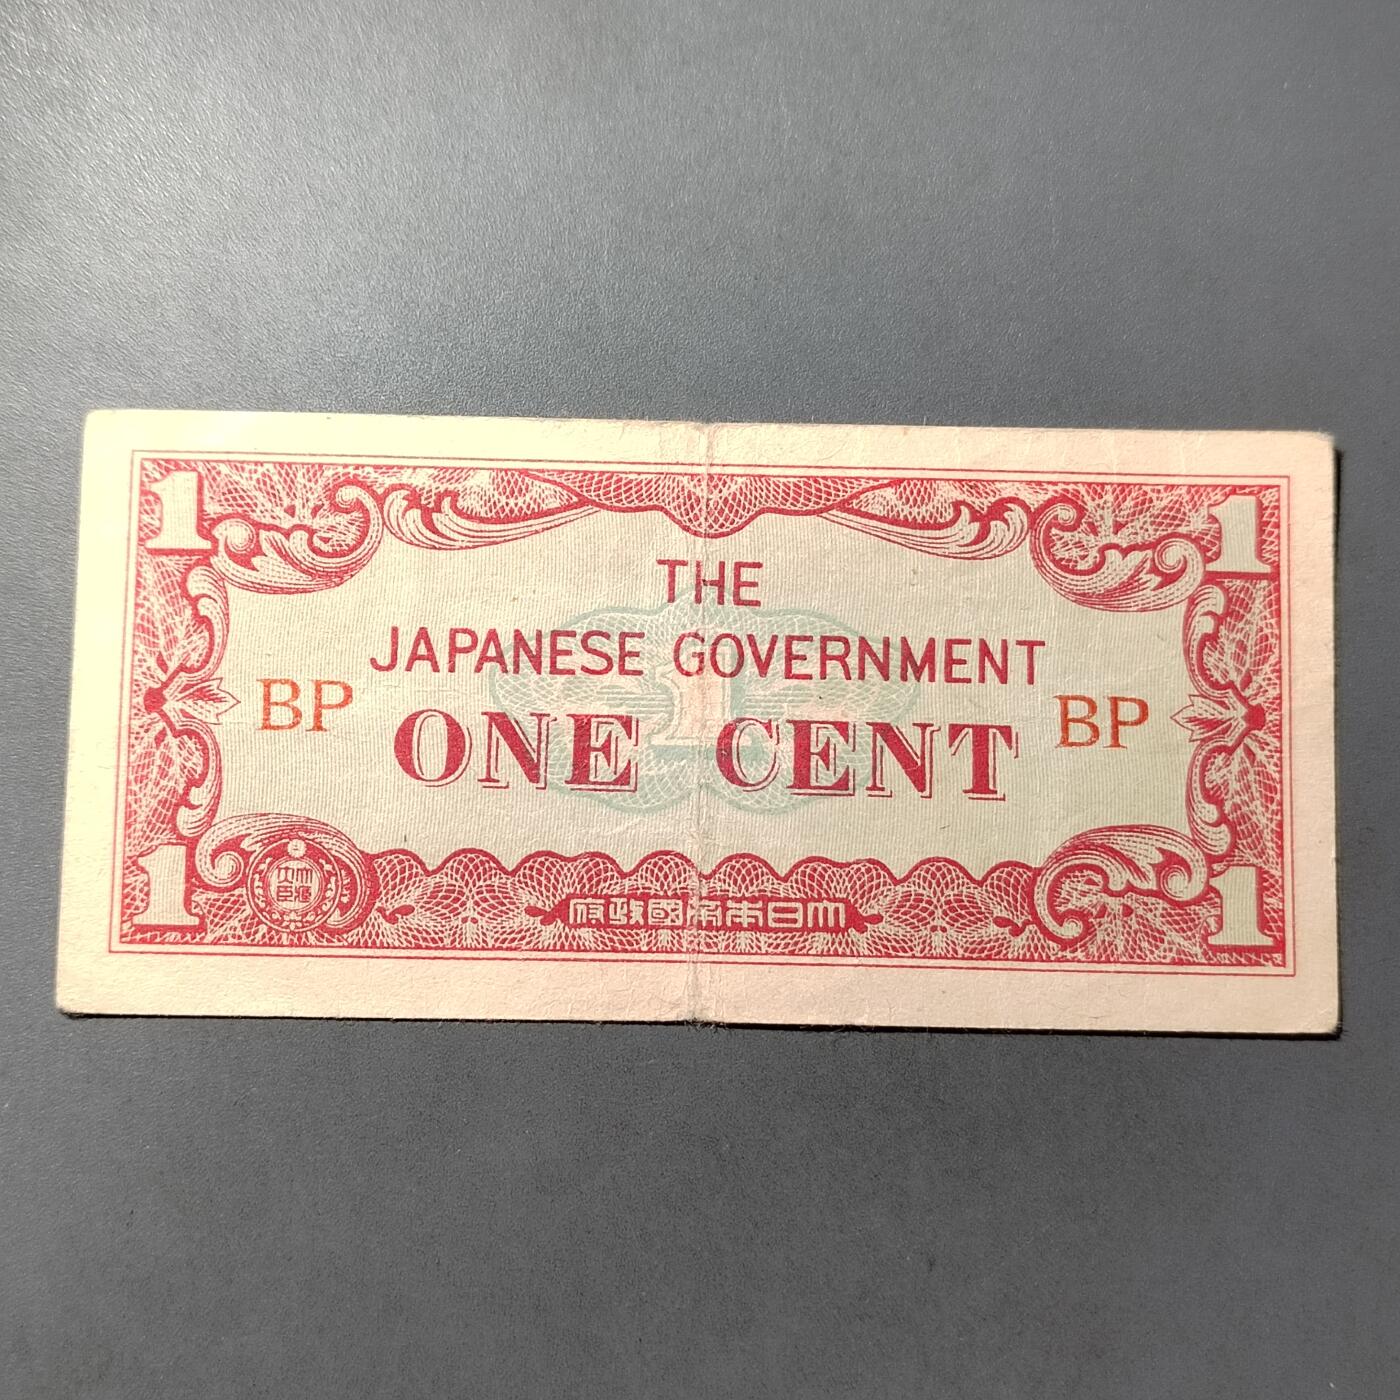 1 1
THE
JAPANESE GOVERNMENT
BP BP
ONE CENT
1
府政國帝本日大
1